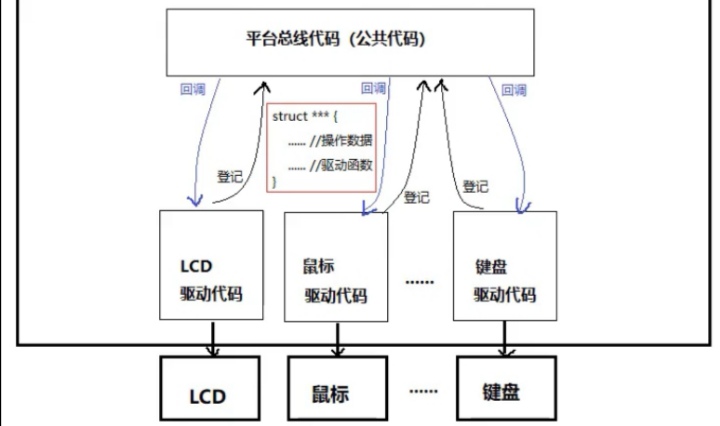 平台总线代码（公共代码）
回调
回调
回调
struct *** {
...... //操作数据
...... //驱动函数
}
登记
登记
登记
LCD
驱动代码
鼠标
驱动代码
......
键盘
驱动代码
LCD
鼠标
......
键盘